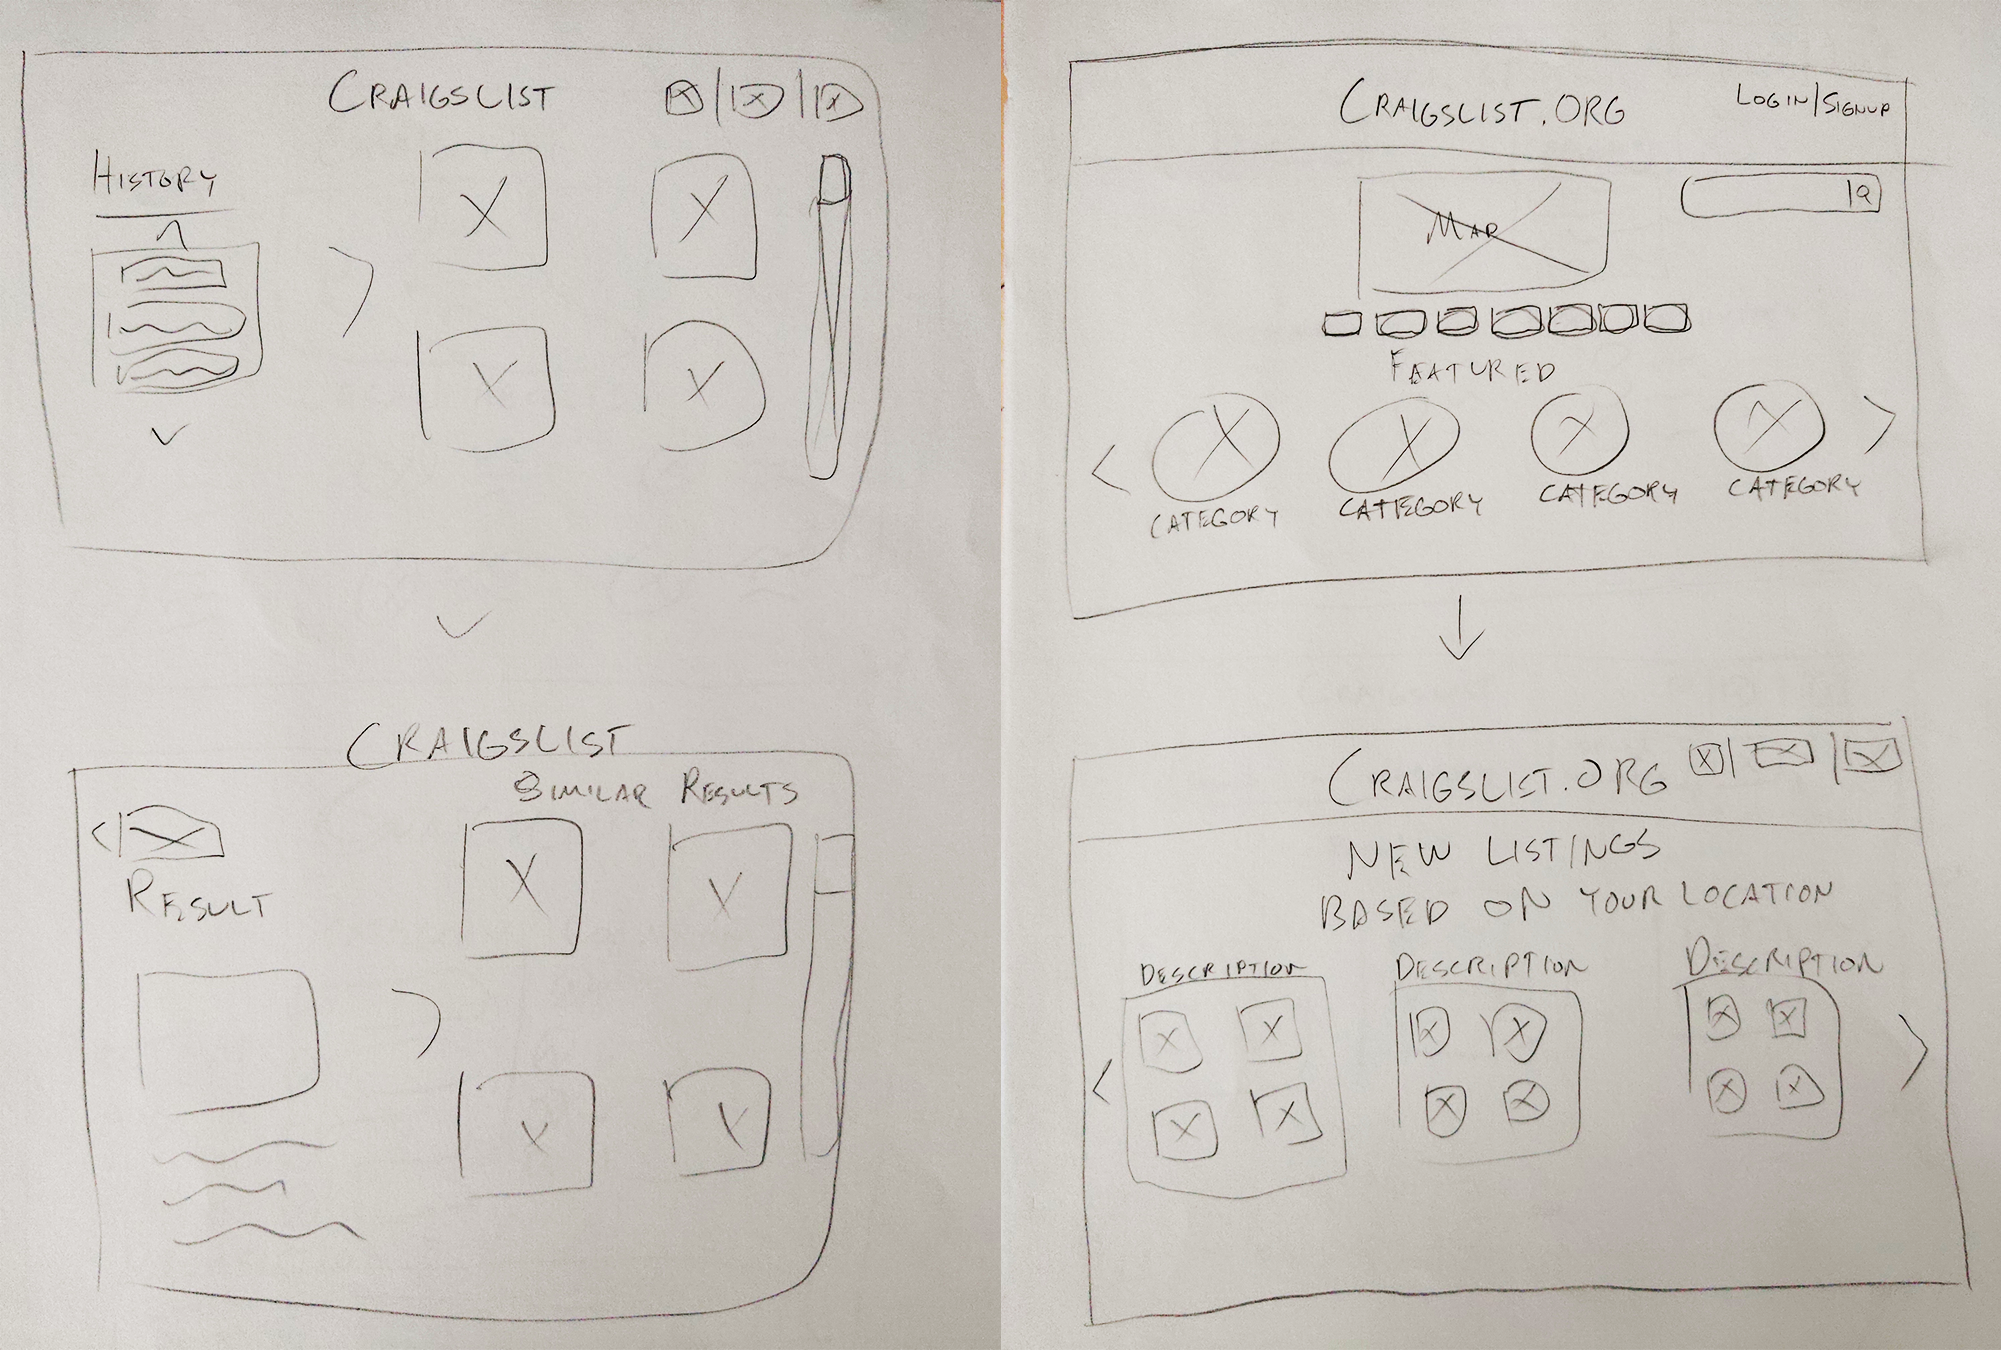 CRAIGSLIST
HISTORY
CRAIGSLIST
SIMILAR RESULTS
RESULT
CRAIGSLIST.ORG
LOGIN/SIGNUP
MAP
FEATURED
CATEGORY CATEGORY CATEGORY CATEGORY
CRAIGSLIST.ORG
NEW LISTINGS
BASED ON YOUR LOCATION
DESCRIPTION DESCRIPTION DESCRIPTION